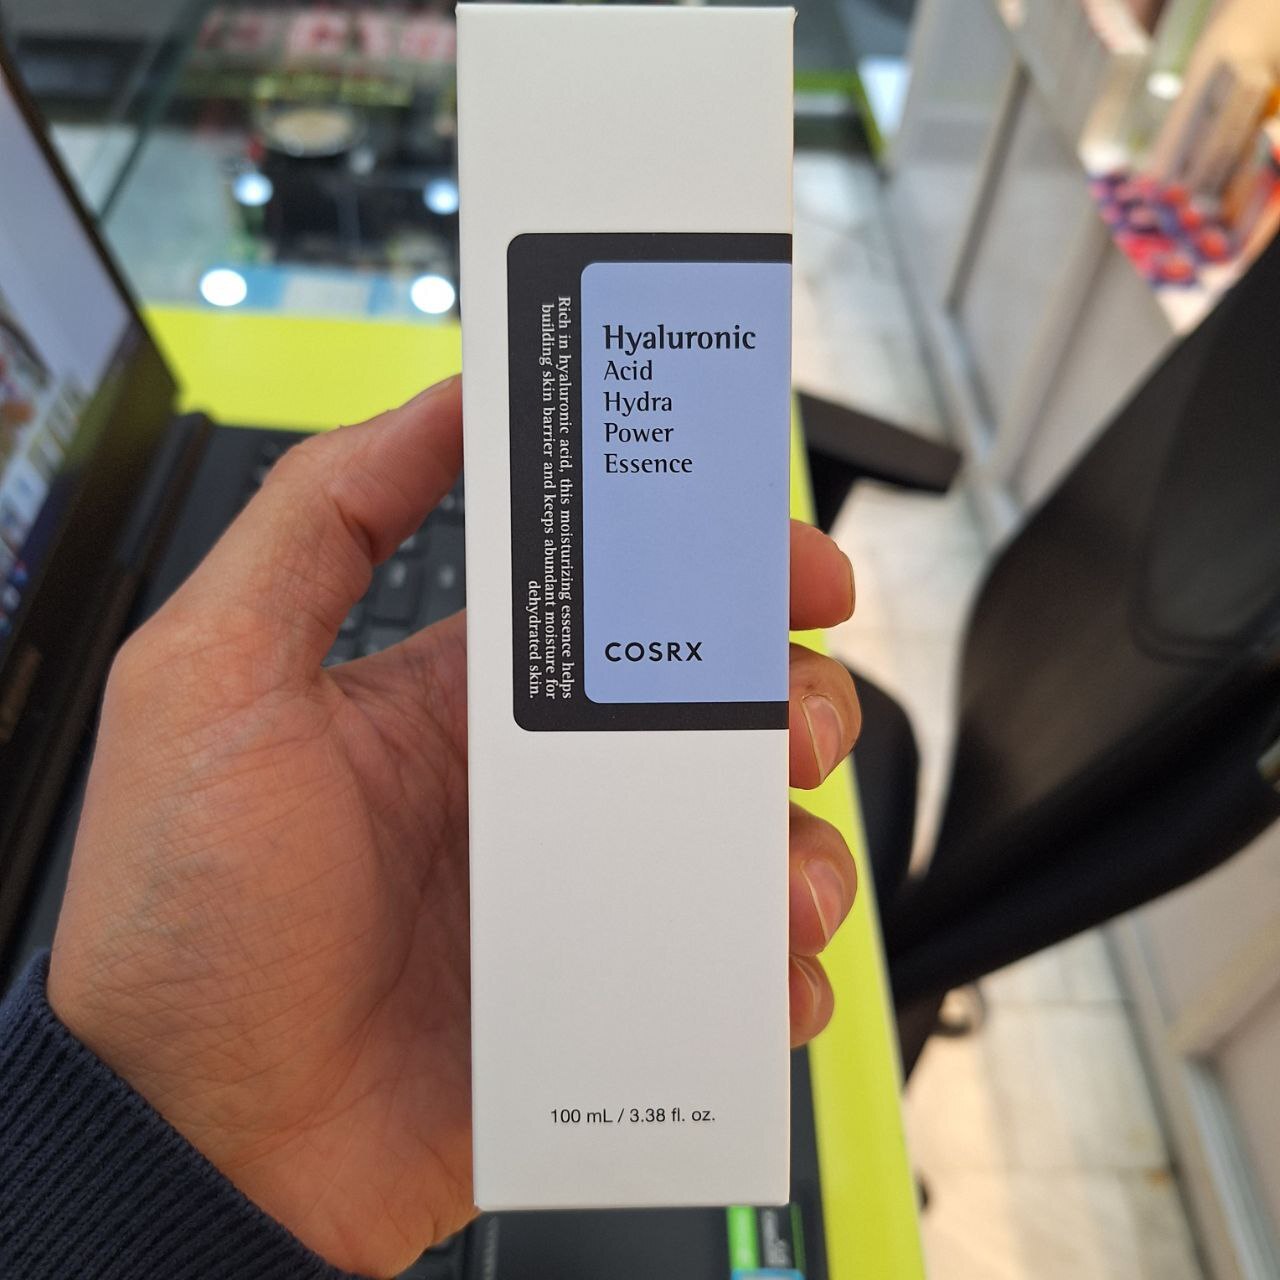 Hyaluronic
Acid
Hydra
Power
Essence
COSRX
Rich in hyaluronic acid, this moisturizing essence helps
building skin barrier and keeps abundant moisture for
dehydrated skin.
100 mL / 3.38 fl. oz.